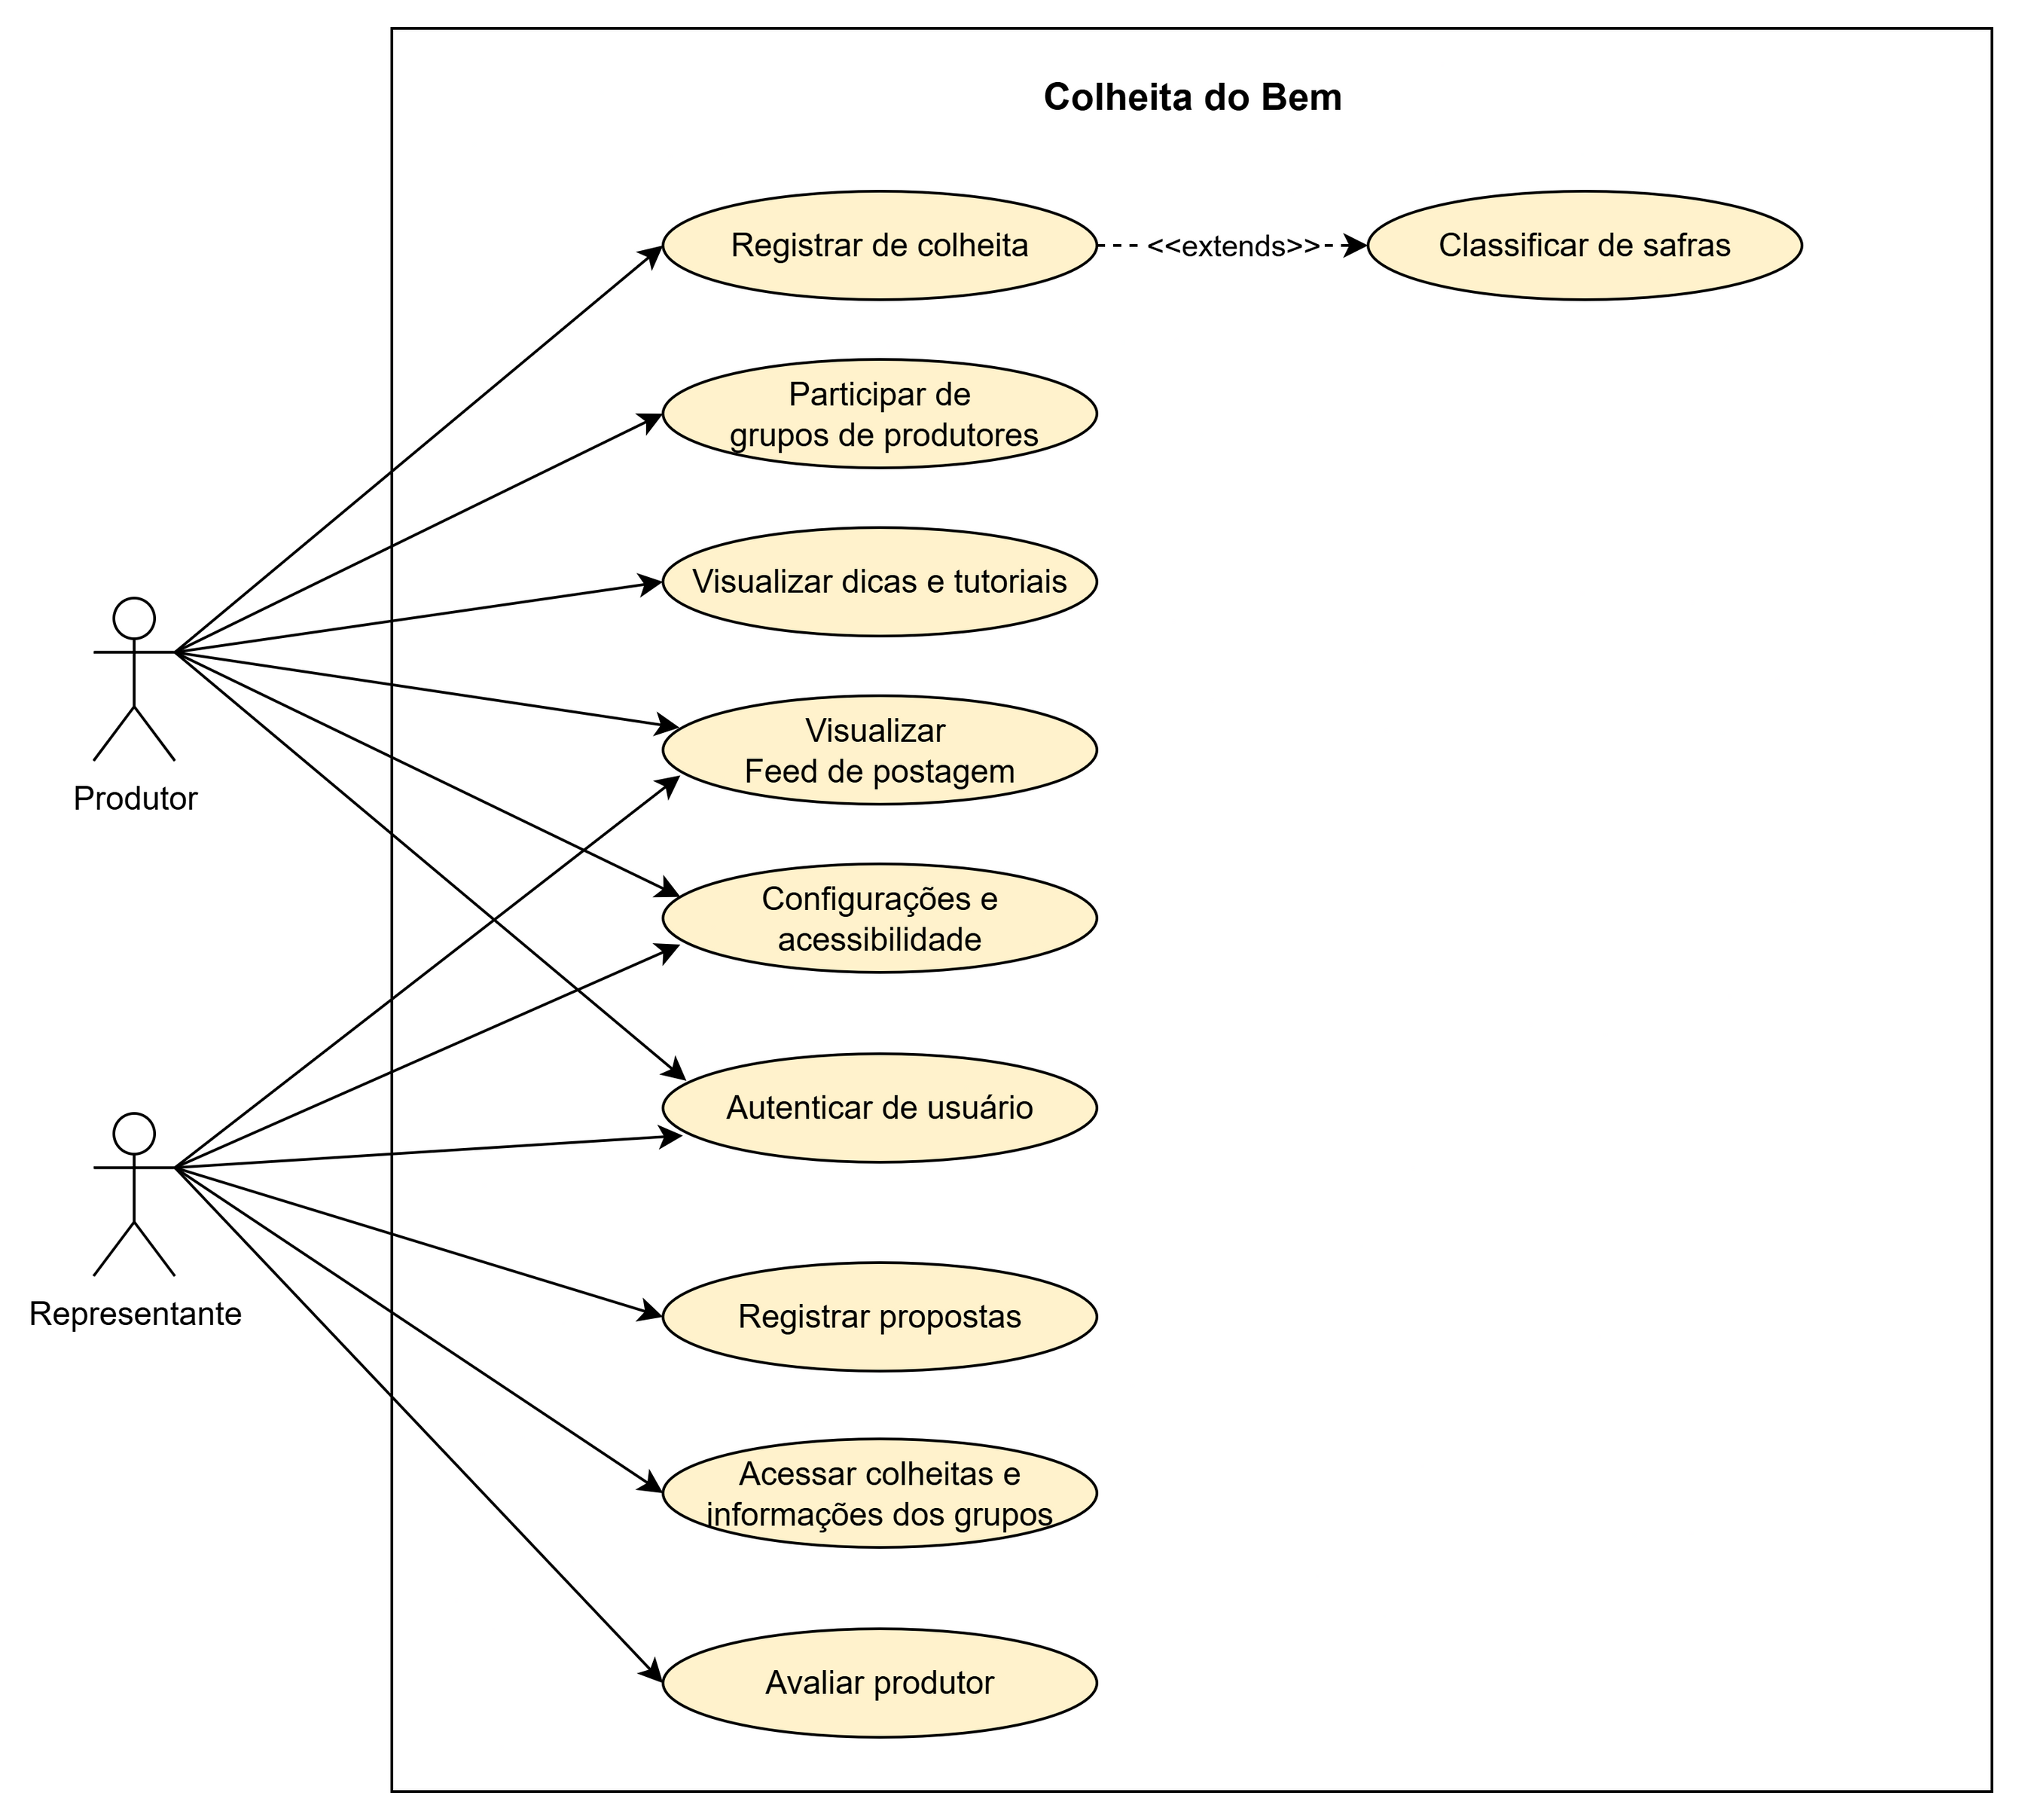 Colheita do Bem
Registrar de colheita
<<extends>>
Classificar de safras
Participar de
grupos de produtores
Visualizar dicas e tutoriais
Visualizar
Feed de postagem
Produtor
Configurações e
acessibilidade
Autenticar de usuário
Representante
Registrar propostas
Acessar colheitas e
informações dos grupos
Avaliar produtor